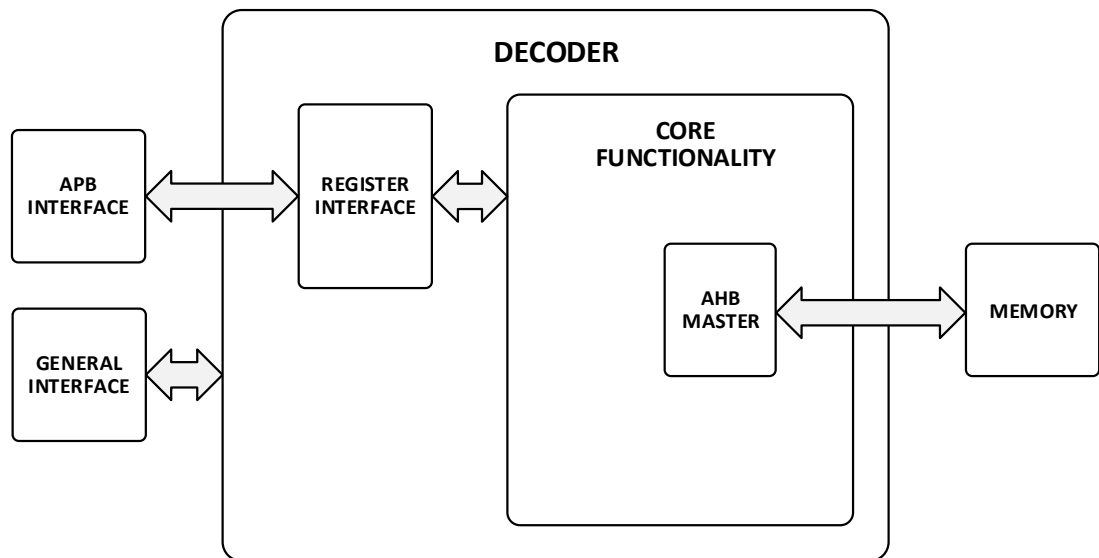 DECODER
CORE
FUNCTIONALITY
APB
INTERFACE
REGISTER
INTERFACE
AHB
MASTER
MEMORY
GENERAL
INTERFACE